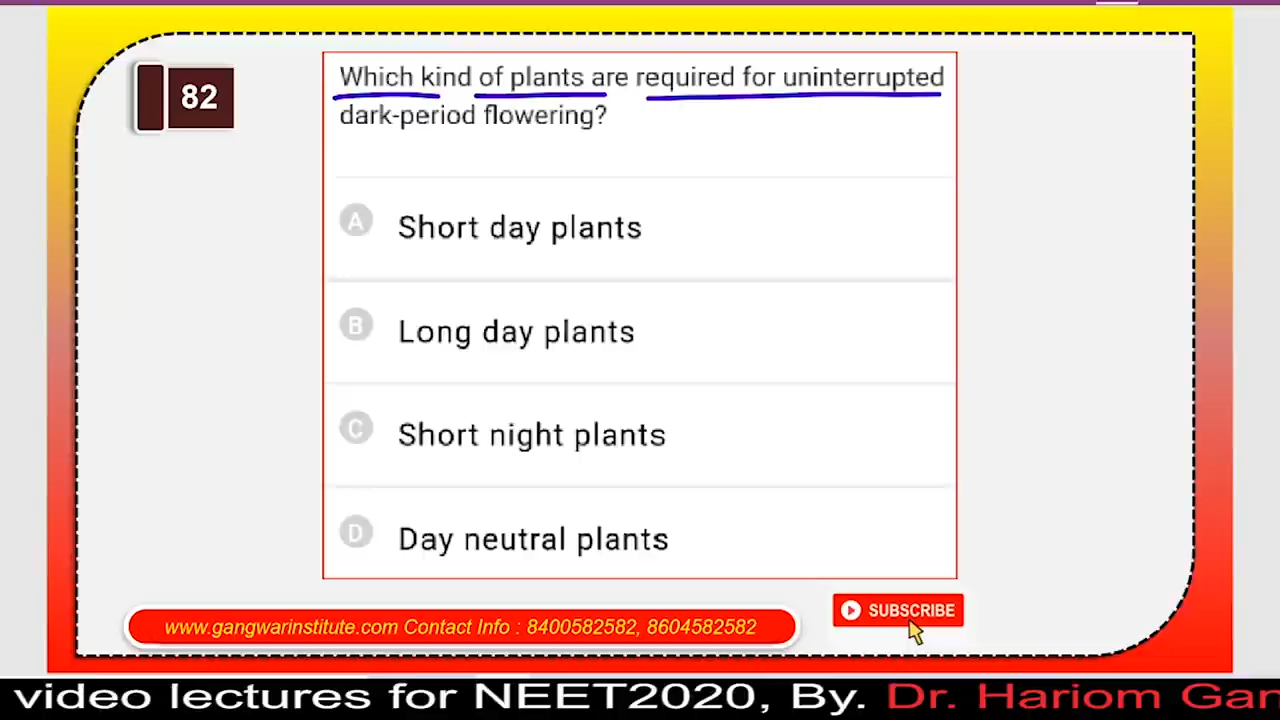 82
Which kind of plants are required for uninterrupted
dark-period flowering?
A Short day plants
B Long day plants
C Short night plants
D Day neutral plants
www.gangwarinstitute.com Contact Info : 8400582582, 8604582582
SUBSCRIBE
video lectures for NEET2020, By. Dr. Hariom Gan